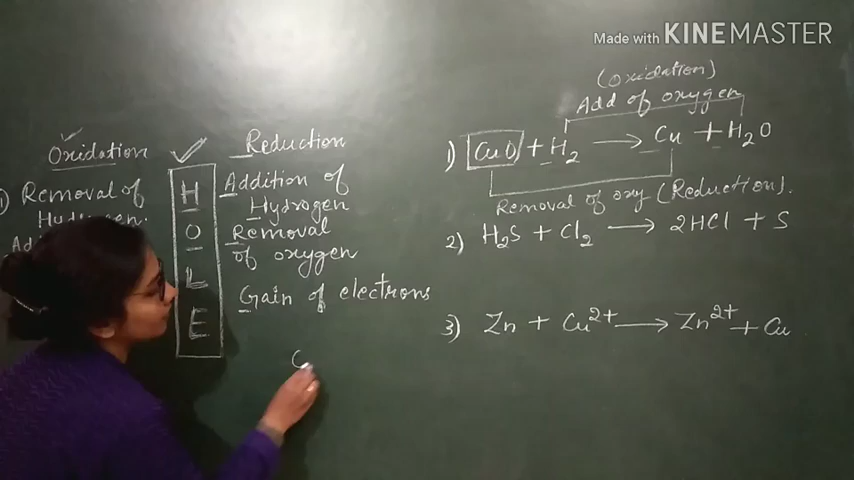 Made with KINEMASTER
Oxidation
1) Removal of
Hydrogen.
H
O
L
E
Reduction
Addition of
Hydrogen
Removal
of oxygen
Gain of electrons
(Oxidation)
Add of oxygen
1) CuO + H2 → Cu + H2O
Removal of oxy (Reduction).
2) H2S + Cl2 → 2HCl + S
3) Zn + Cu2+ → Zn2+ + Cu